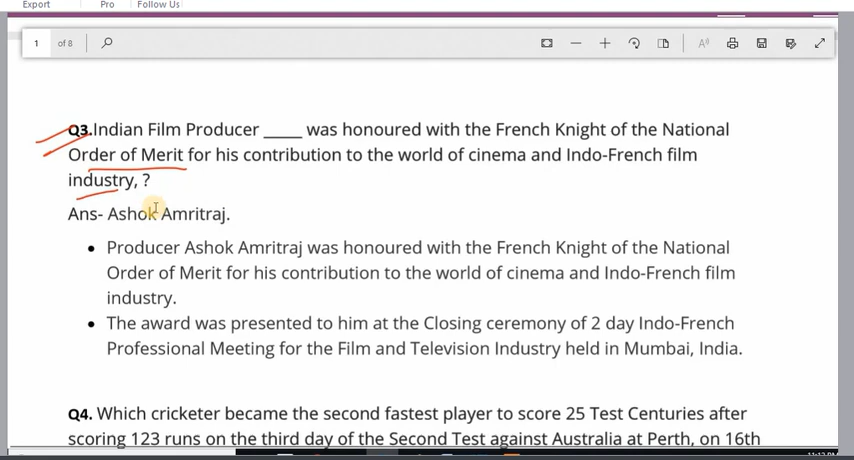 Export Pro Follow Us
1 of 8
Q3.Indian Film Producer _____ was honoured with the French Knight of the National
Order of Merit for his contribution to the world of cinema and Indo-French film
industry, ?
Ans- Ashok Amritraj.
• Producer Ashok Amritraj was honoured with the French Knight of the National
Order of Merit for his contribution to the world of cinema and Indo-French film
industry.
• The award was presented to him at the Closing ceremony of 2 day Indo-French
Professional Meeting for the Film and Television Industry held in Mumbai, India.
Q4. Which cricketer became the second fastest player to score 25 Test Centuries after
scoring 123 runs on the third day of the Second Test against Australia at Perth, on 16th